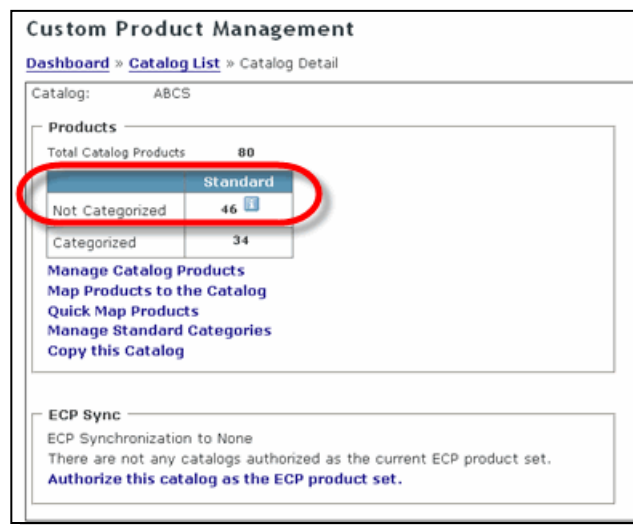 Custom Product Management
Dashboard » Catalog List » Catalog Detail
Catalog: ABCS
Products
Total Catalog Products 80
Standard
Not Categorized 46 i
Categorized 34
Manage Catalog Products
Map Products to the Catalog
Quick Map Products
Manage Standard Categories
Copy this Catalog
ECP Sync
ECP Synchronization to None
There are not any catalogs authorized as the current ECP product set.
Authorize this catalog as the ECP product set.